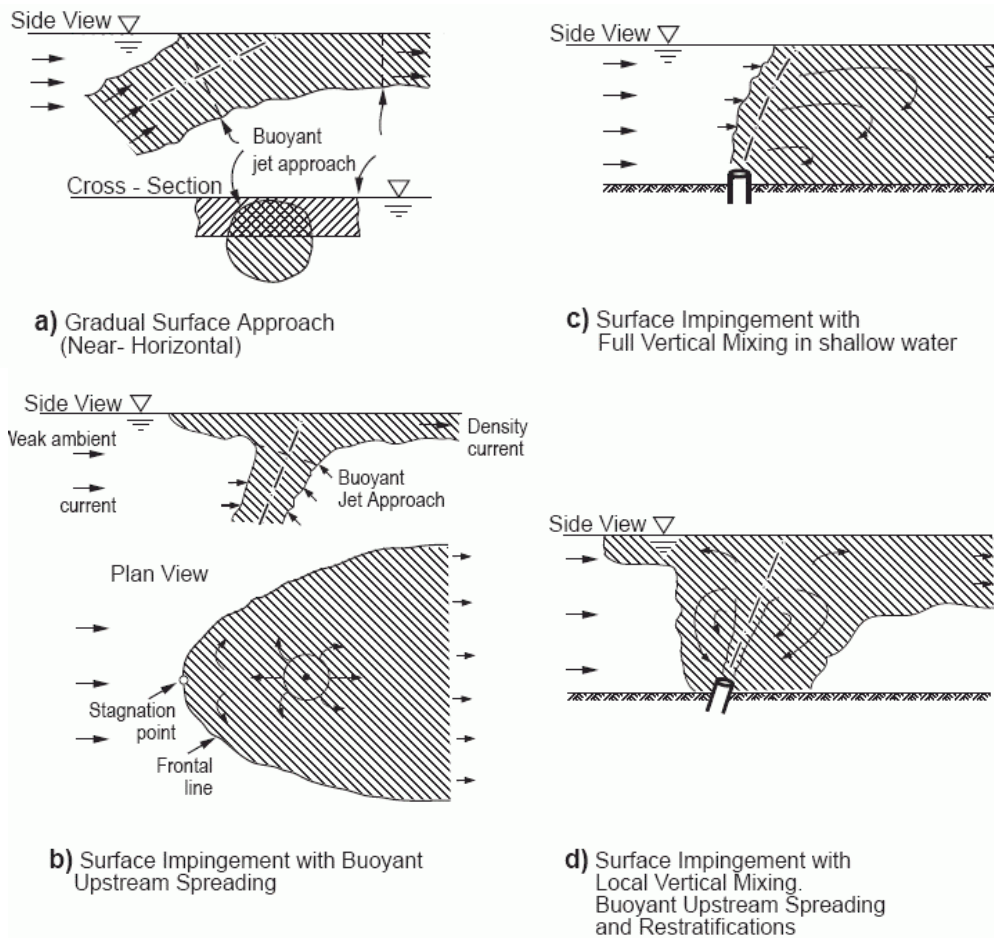 Side View
Buoyant
jet approach
Cross - Section
a) Gradual Surface Approach
(Near- Horizontal)
Side View
Weak ambient
current
Density
current
Buoyant
Jet Approach
Plan View
Stagnation
point
Frontal
line
b) Surface Impingement with Buoyant
Upstream Spreading
Side View
c) Surface Impingement with
Full Vertical Mixing in shallow water
Side View
d) Surface Impingement with
Local Vertical Mixing.
Buoyant Upstream Spreading
and Restratifications